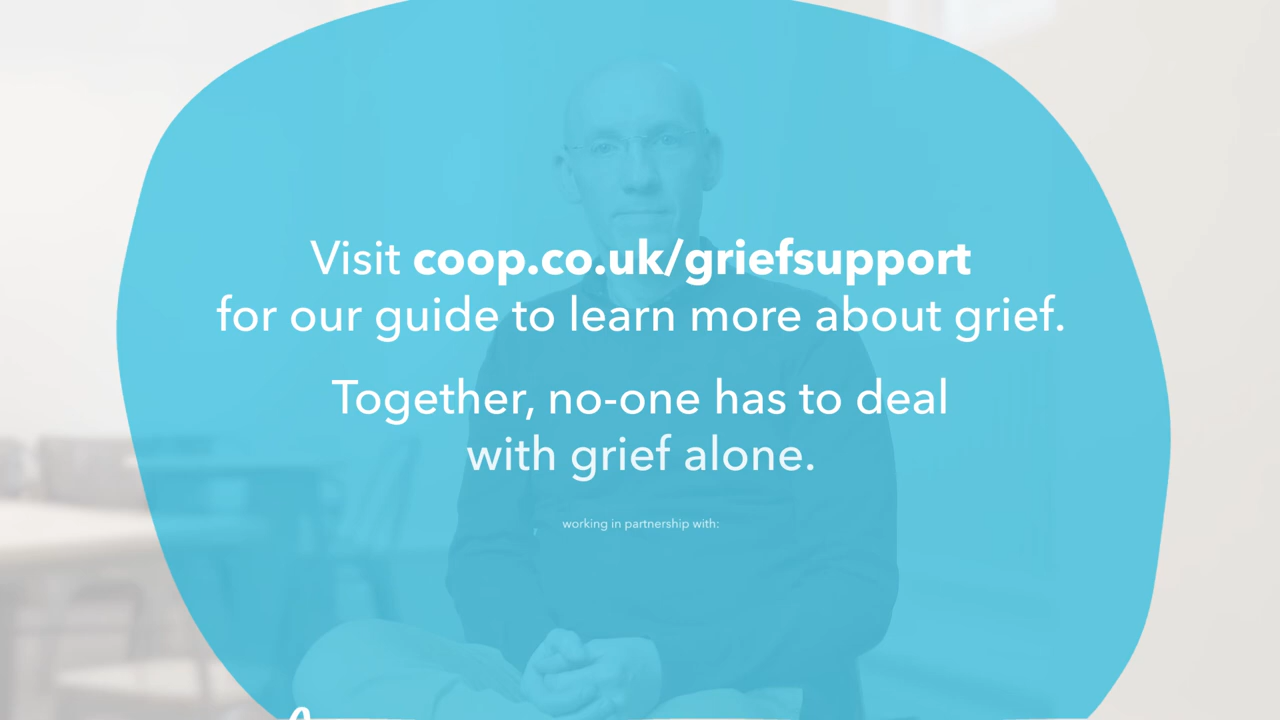 Visit coop.co.uk/griefsupport
for our guide to learn more about grief.
Together, no-one has to deal
with grief alone.
working in partnership with: